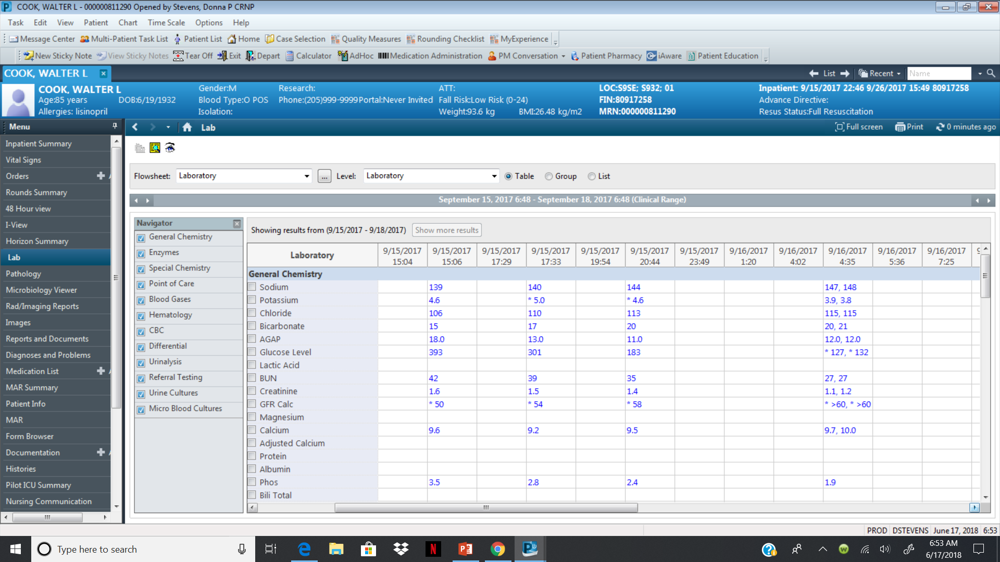 COOK, WALTER L - 000000811290 Opened by Stevens, Donna P CRNP
Task Edit View Patient Chart Time Scale Options Help
Message Center Multi-Patient Task List Patient List Home Case Selection Quality Measures Rounding Checklist MyExperience
New Sticky Note View Sticky Notes Tear Off Exit Depart Calculator AdHoc Medication Administration PM Conversation Patient Pharmacy iAware Patient Education
COOK, WALTER L List Recent Name
COOK, WALTER L Gender:M Research: ATT: LOC:S9SE; S932; 01 Inpatient: 9/15/2017 22:46 9/26/2017 15:49 80917258
Age:85 years DOB:6/19/1932 Blood Type:O POS Phone:(205)999-9999 Portal:Never Invited Fall Risk:Low Risk (0-24) FIN:80917258 Advance Directive:
Allergies: lisinopril Isolation: Weight:93.6 kg BMI:26.48 kg/m2 MRN:000000811290 Resus Status:Full Resuscitation
Menu Lab Full screen Print 0 minutes ago
Inpatient Summary
Vital Signs
Orders
Rounds Summary
48 Hour view
I-View
Horizon Summary
Lab
Pathology
Microbiology Viewer
Rad/Imaging Reports
Images
Reports and Documents
Diagnoses and Problems
Medication List
MAR Summary
Patient Info
MAR
Form Browser
Documentation
Histories
Pilot ICU Summary
Nursing Communication
Flowsheet: Laboratory ... Level: Laboratory Table Group List
September 15, 2017 6:48 - September 18, 2017 6:48 (Clinical Range)
Navigator
General Chemistry
Enzymes
Special Chemistry
Point of Care
Blood Gases
Hematology
CBC
Differential
Urinalysis
Referral Testing
Urine Cultures
Micro Blood Cultures
Showing results from (9/15/2017 - 9/18/2017) Show more results
Laboratory 9/15/2017 15:04 9/15/2017 15:06 9/15/2017 17:29 9/15/2017 17:33 9/15/2017 19:54 9/15/2017 20:44 9/15/2017 23:49 9/16/2017 1:20 9/16/2017 4:02 9/16/2017 4:35 9/16/2017 5:36 9/16/2017 7:25
General Chemistry
Sodium 139 140 144 147, 148
Potassium 4.6 * 5.0 * 4.6 3.9, 3.8
Chloride 106 110 113 115, 115
Bicarbonate 15 17 20 20, 21
AGAP 18.0 13.0 11.0 12.0, 12.0
Glucose Level 393 301 183 * 127, * 132
Lactic Acid
BUN 42 39 35 27, 27
Creatinine 1.6 1.5 1.4 1.1, 1.2
GFR Calc * 50 * 54 * 58 * >60, * >60
Magnesium
Calcium 9.6 9.2 9.5 9.7, 10.0
Adjusted Calcium
Protein
Albumin
Phos 3.5 2.8 2.4 1.9
Bili Total
PROD DSTEVENS June 17, 2018 6:53
Type here to search
6:53 AM
6/17/2018